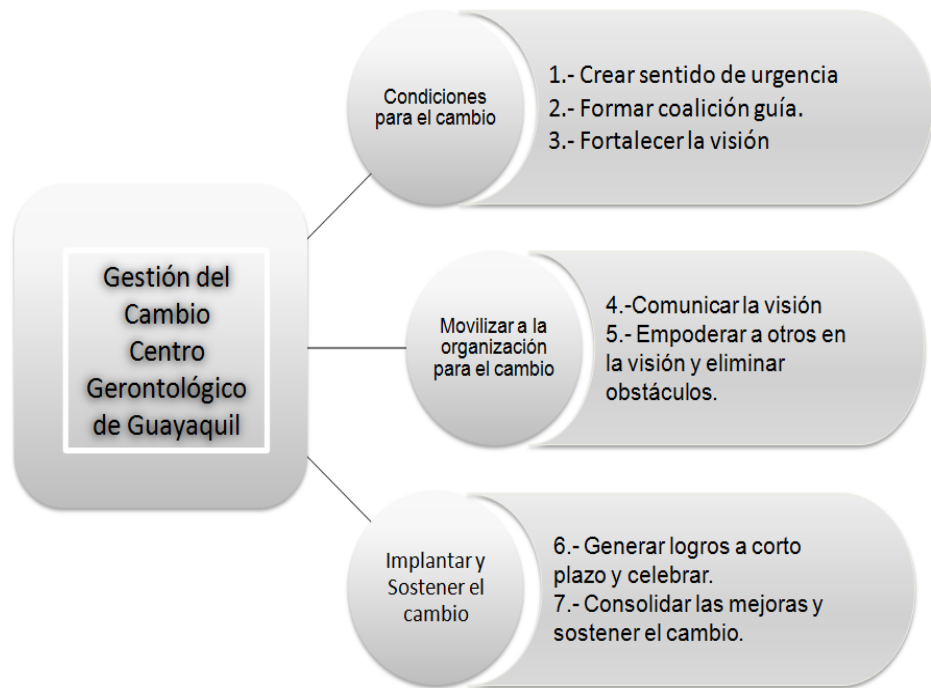 Gestión del
Cambio
Centro
Gerontológico
de Guayaquil
Condiciones
para el cambio
1.- Crear sentido de urgencia
2.- Formar coalición guía.
3.- Fortalecer la visión
Movilizar a la
organización
para el cambio
4.-Comunicar la visión
5.- Empoderar a otros en
la visión y eliminar
obstáculos.
Implantar y
Sostener el
cambio
6.- Generar logros a corto
plazo y celebrar.
7.- Consolidar las mejoras y
sostener el cambio.